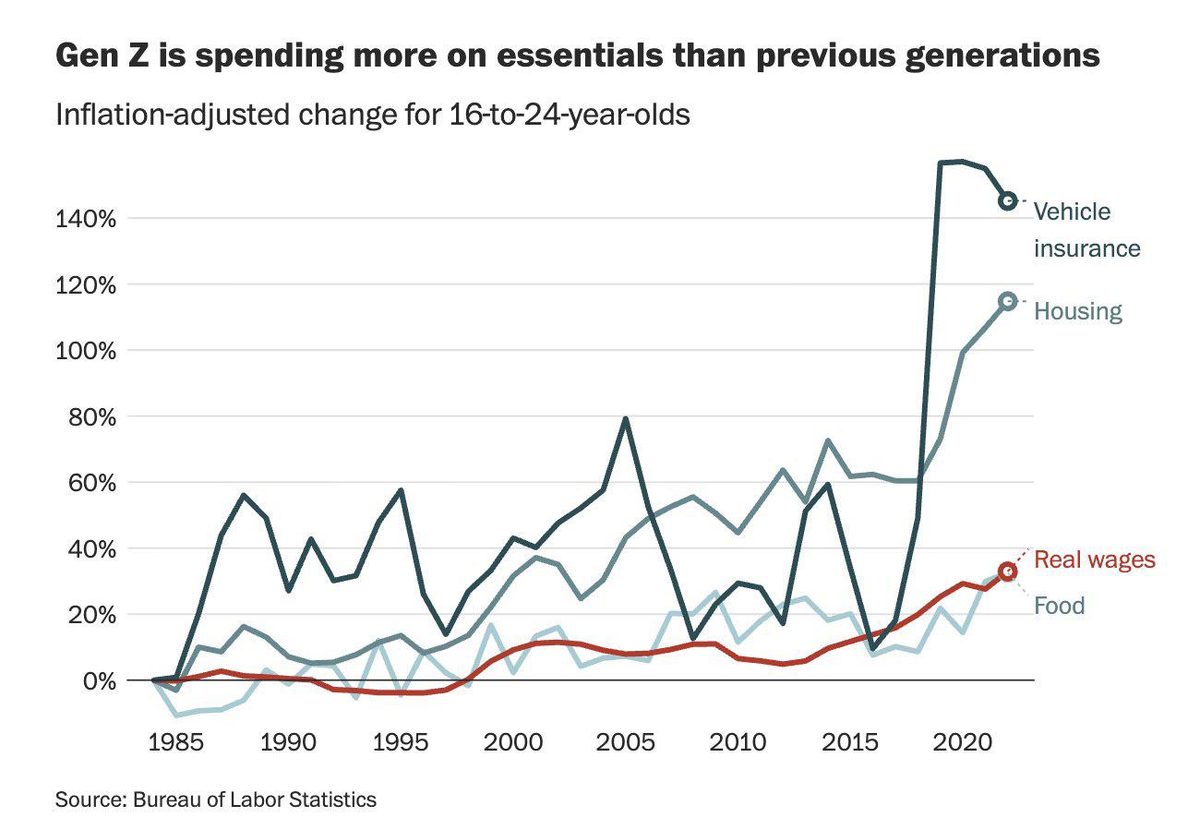 Gen Z is spending more on essentials than previous generations
Inflation-adjusted change for 16-to-24-year-olds
140%
120%
100%
80%
60%
40%
20%
0%
Vehicle
insurance
Housing
Real wages
Food
1985 1990 1995 2000 2005 2010 2015 2020
Source: Bureau of Labor Statistics